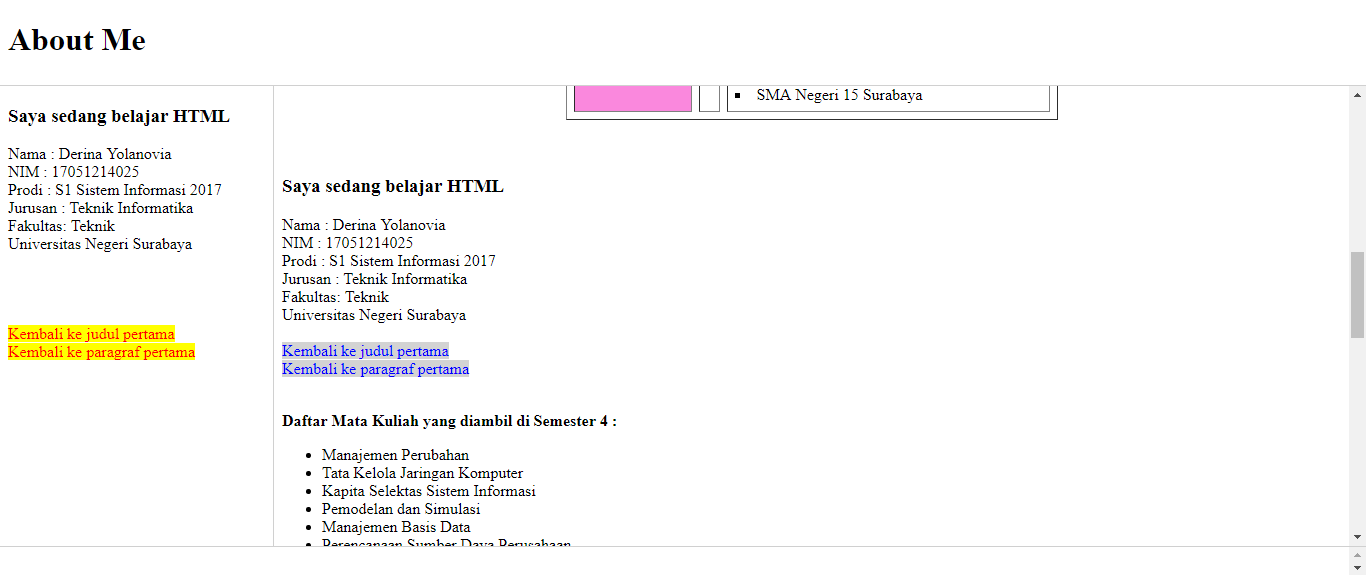 About Me
Saya sedang belajar HTML
Nama : Derina Yolanovia
NIM : 17051214025
Prodi : S1 Sistem Informasi 2017
Jurusan : Teknik Informatika
Fakultas: Teknik
Universitas Negeri Surabaya
Kembali ke judul pertama
Kembali ke paragraf pertama
SMA Negeri 15 Surabaya
Saya sedang belajar HTML
Nama : Derina Yolanovia
NIM : 17051214025
Prodi : S1 Sistem Informasi 2017
Jurusan : Teknik Informatika
Fakultas: Teknik
Universitas Negeri Surabaya
Kembali ke judul pertama
Kembali ke paragraf pertama
Daftar Mata Kuliah yang diambil di Semester 4 :
Manajemen Perubahan
Tata Kelola Jaringan Komputer
Kapita Selektas Sistem Informasi
Pemodelan dan Simulasi
Manajemen Basis Data
Perencanaan Sumber Daya Perusahaan